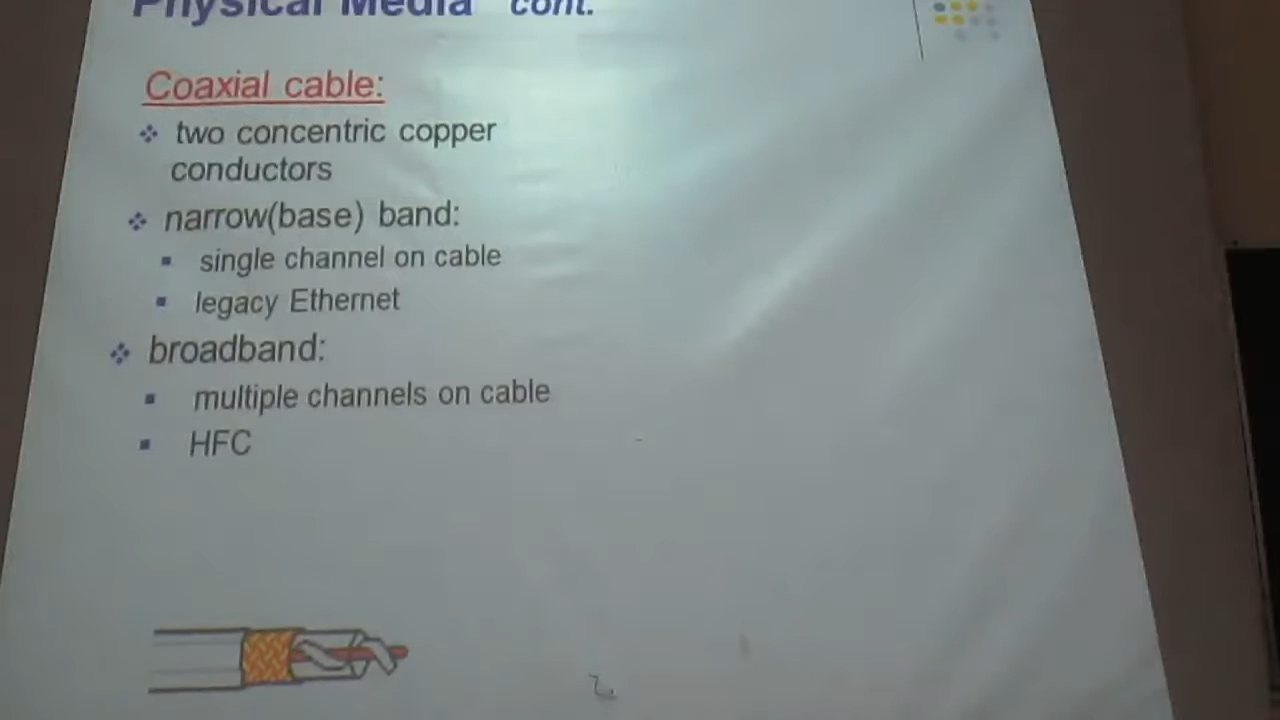 Physical Media cont.
Coaxial cable:
two concentric copper
conductors
narrow(base) band:
single channel on cable
legacy Ethernet
broadband:
multiple channels on cable
HFC